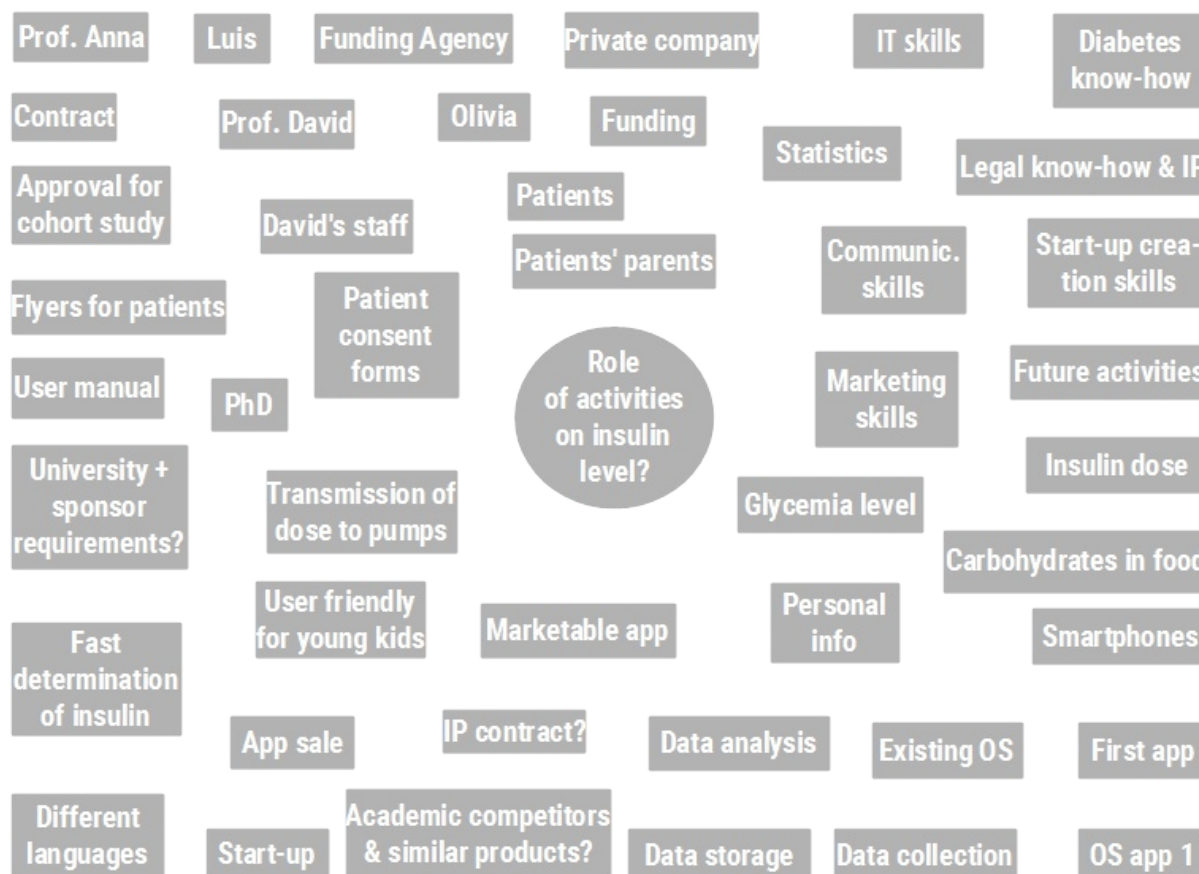 Prof. Anna
Luis
Funding Agency
Private company
IT skills
Diabetes
know-how
Contract
Prof. David
Olivia
Funding
Statistics
Legal know-how & IP
Approval for
cohort study
David's staff
Patients
Patients' parents
Communic.
skills
Start-up crea-
tion skills
Flyers for patients
Patient
consent
forms
Role
of activities
on insulin
level?
Marketing
skills
Future activities
User manual
PhD
University +
sponsor
requirements?
Transmission of
dose to pumps
Glycemia level
Insulin dose
Carbohydrates in food
User friendly
for young kids
Marketable app
Personal
info
Smartphones
Fast
determination
of insulin
App sale
IP contract?
Data analysis
Existing OS
First app
Different
languages
Start-up
Academic competitors
& similar products?
Data storage
Data collection
OS app 1